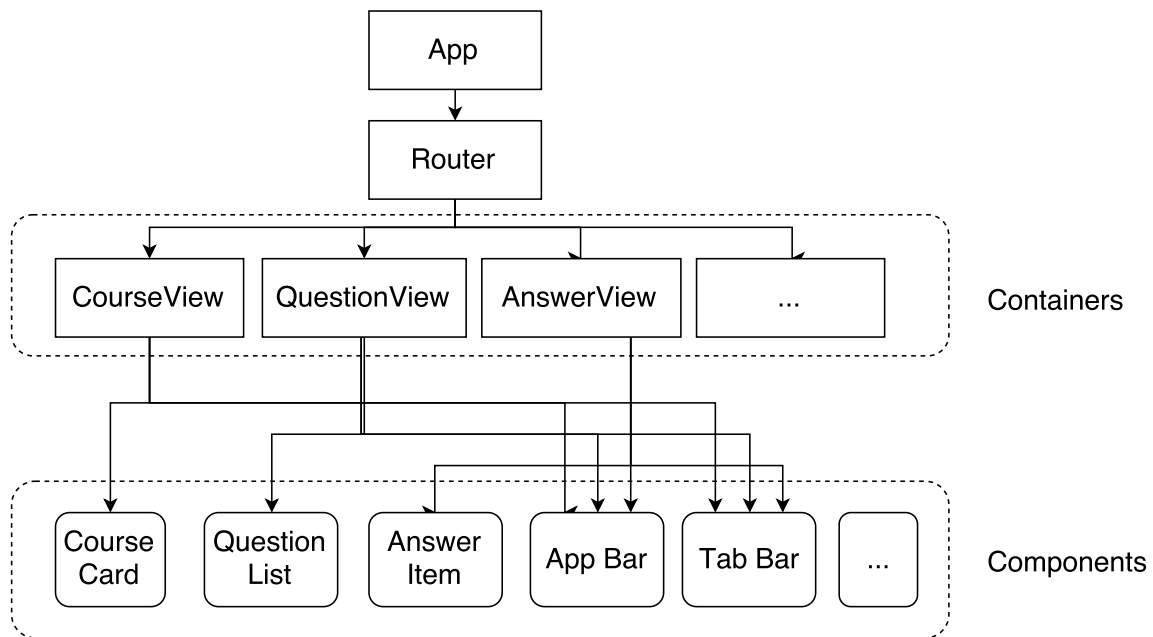 App
Router
CourseView
QuestionView
AnswerView
...
Containers
Course
Card
Question
List
Answer
Item
App Bar
Tab Bar
...
Components